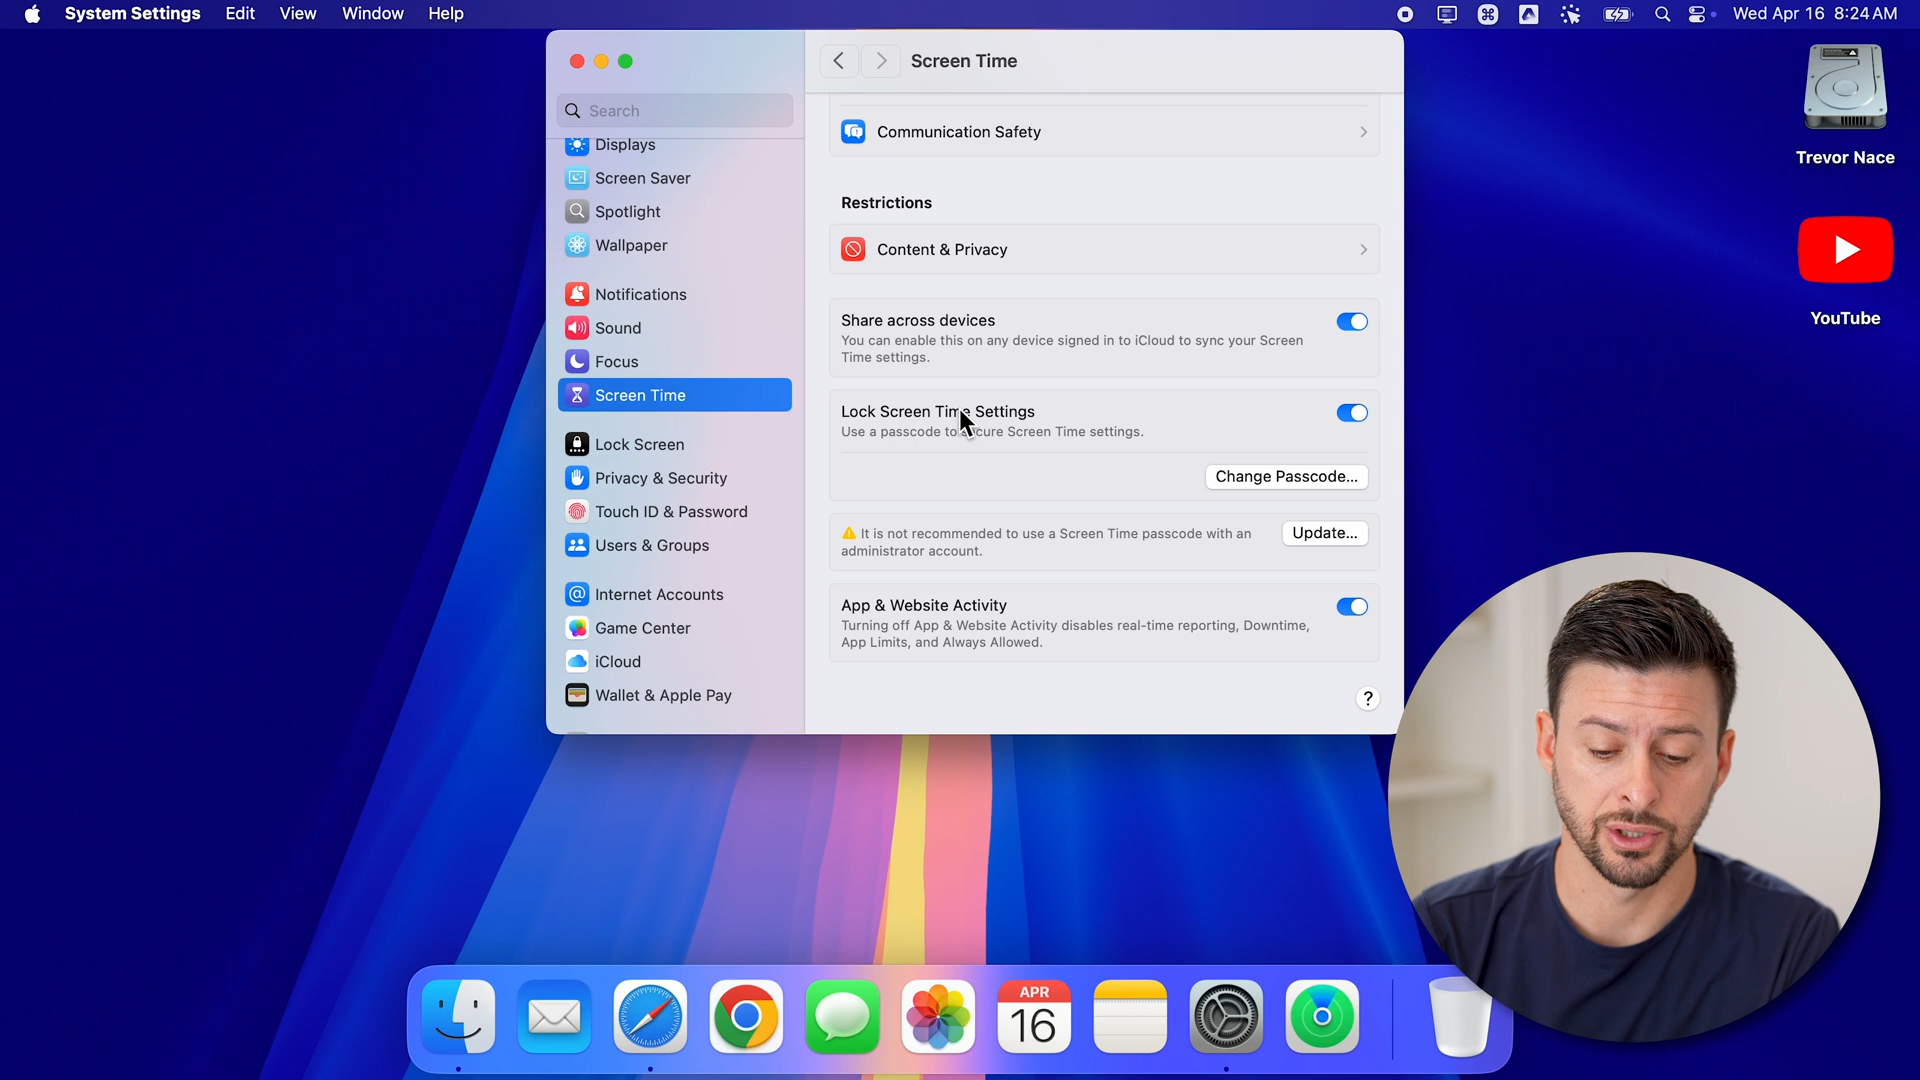 System Settings Edit View Window Help
Wed Apr 16 8:24 AM
Search
Displays
Screen Saver
Spotlight
Wallpaper
Notifications
Sound
Focus
Screen Time
Lock Screen
Privacy & Security
Touch ID & Password
Users & Groups
Internet Accounts
Game Center
iCloud
Wallet & Apple Pay
Screen Time
Communication Safety
Restrictions
Content & Privacy
Share across devices
You can enable this on any device signed in to iCloud to sync your Screen
Time settings.
Lock Screen Time Settings
Use a passcode to secure Screen Time settings.
Change Passcode...
It is not recommended to use a Screen Time passcode with an
administrator account.
Update...
App & Website Activity
Turning off App & Website Activity disables real-time reporting, Downtime,
App Limits, and Always Allowed.
?
Trevor Nace
YouTube
APR
16